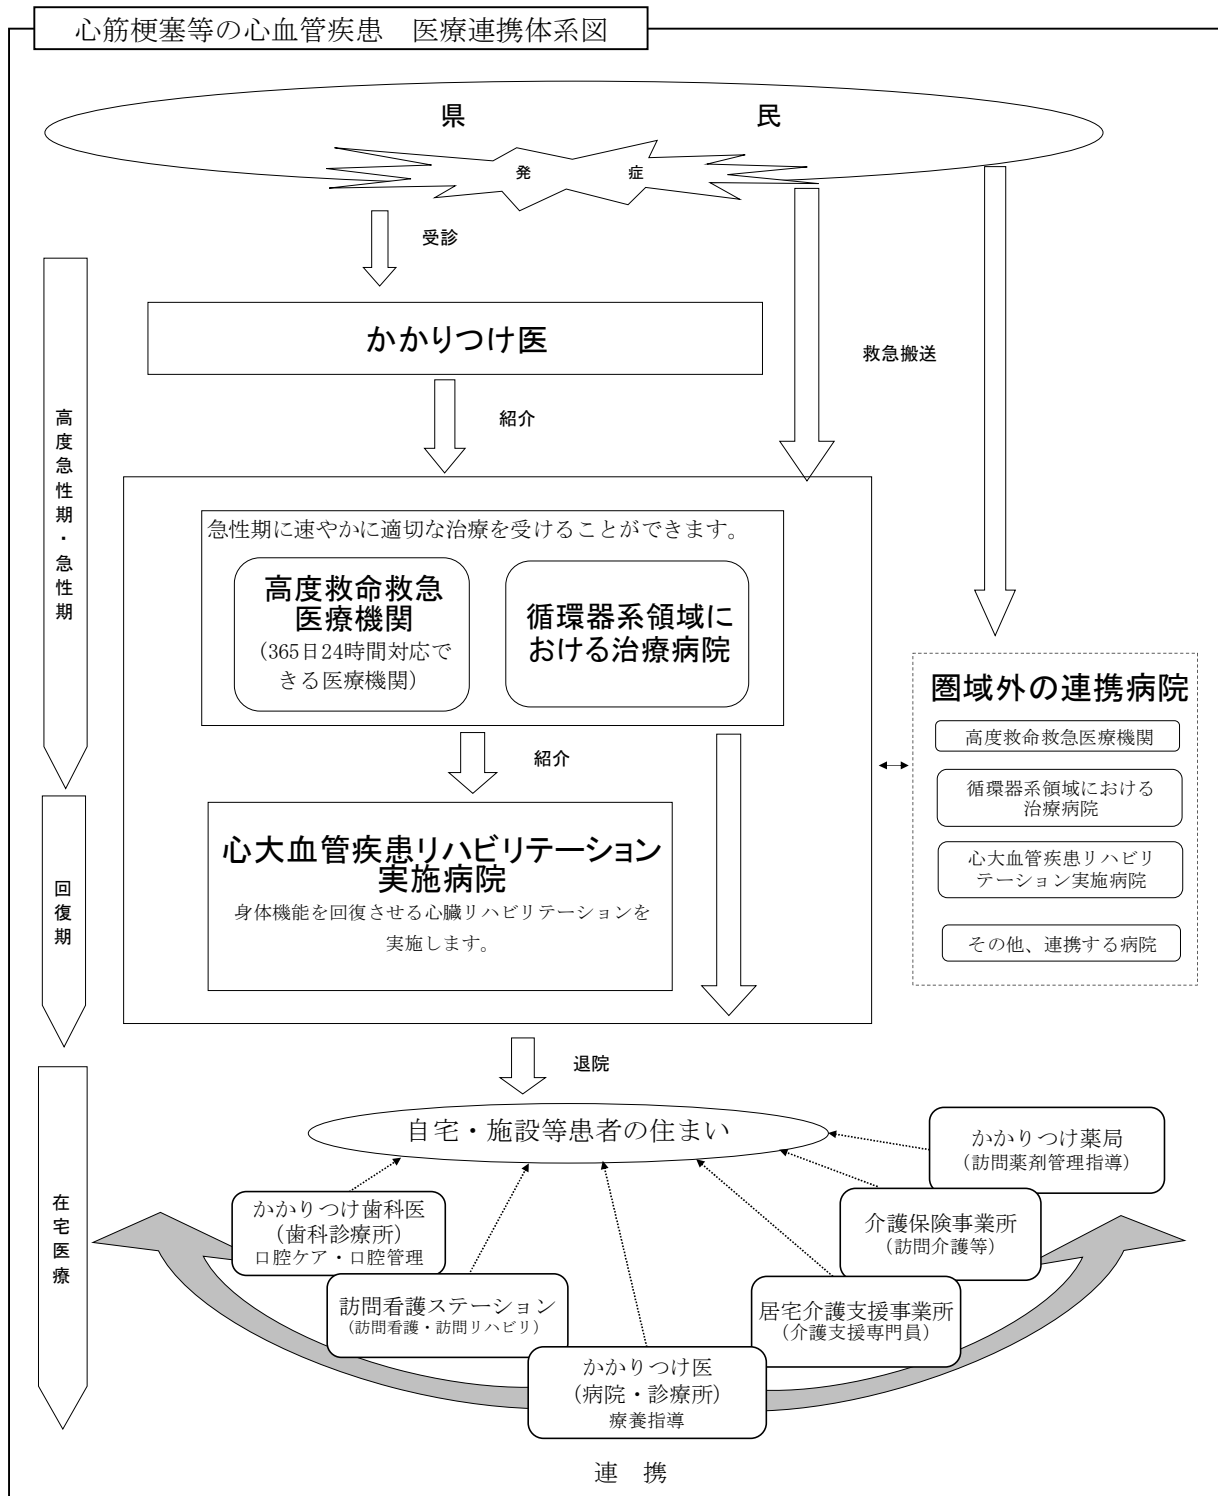 心筋梗塞等の心血管疾患　医療連携体系図
県　民
発　症
受診
かかりつけ医
救急搬送
紹介
高度急性期・急性期
急性期に速やかに適切な治療を受けることができます。
高度救命救急
医療機関
（365日24時間対応で
きる医療機関）
循環器系領域に
おける治療病院
圏域外の連携病院
高度救命救急医療機関
循環器系領域における
治療病院
心大血管疾患リハビリ
テーション実施病院
その他、連携する病院
紹介
回復期
心大血管疾患リハビリテーション
実施病院
身体機能を回復させる心臓リハビリテーションを
実施します。
退院
在宅医療
自宅・施設等患者の住まい
かかりつけ薬局
（訪問薬剤管理指導）
かかりつけ歯科医
（歯科診療所）
口腔ケア・口腔管理
介護保険事業所
（訪問介護等）
訪問看護ステーション
（訪問看護・訪問リハビリ）
居宅介護支援事業所
（介護支援専門員）
かかりつけ医
（病院・診療所）
療養指導
連　携